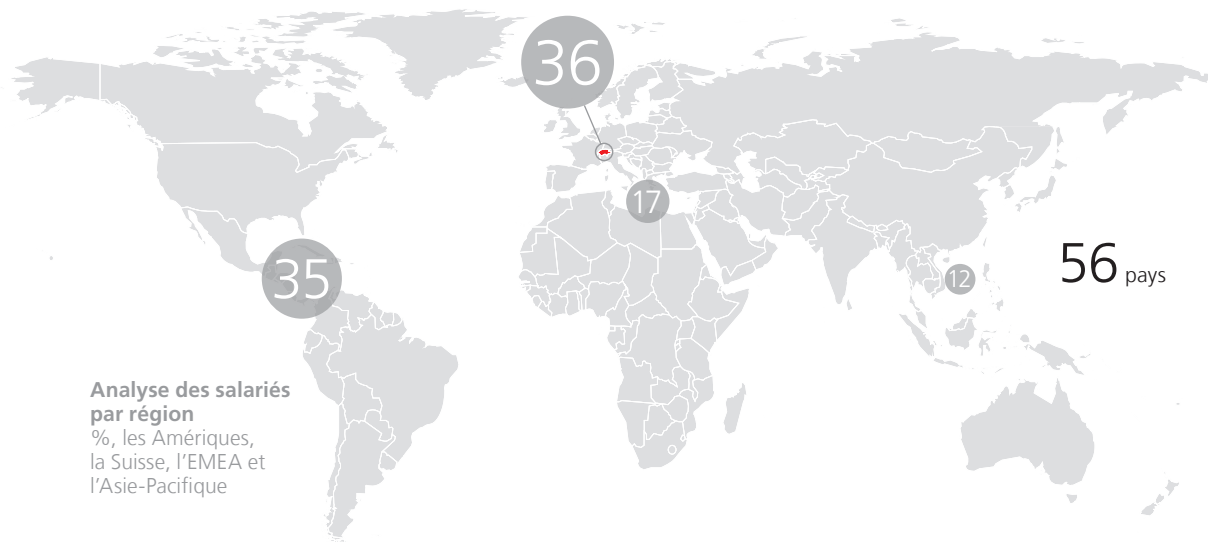 36
17
35
12
56 pays
Analyse des salariés
par région
%, les Amériques,
la Suisse, l’EMEA et
l’Asie-Pacifique